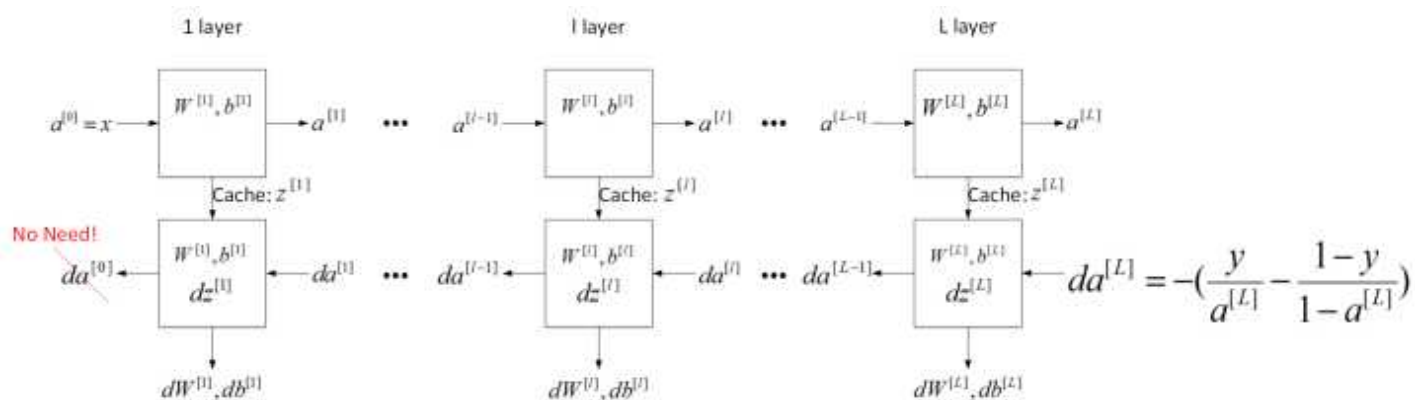 1 layer l layer L layer
a^[0] = x W^[1], b^[1] a^[1] ••• a^[l-1] W^[l], b^[l] a^[l] ••• a^[L-1] W^[L], b^[L] a^[L]
Cache: z^[1] Cache: z^[l] Cache: z^[L]
No Need!
da^[0] W^[1], b^[1] da^[1] ••• da^[l-1] W^[l], b^[l] da^[l] ••• da^[L-1] W^[L], b^[L] da^[L] = -(y/a^[L] - (1-y)/(1-a^[L]))
dz^[1] dz^[l] dz^[L]
dW^[1], db^[1] dW^[l], db^[l] dW^[L], db^[L]